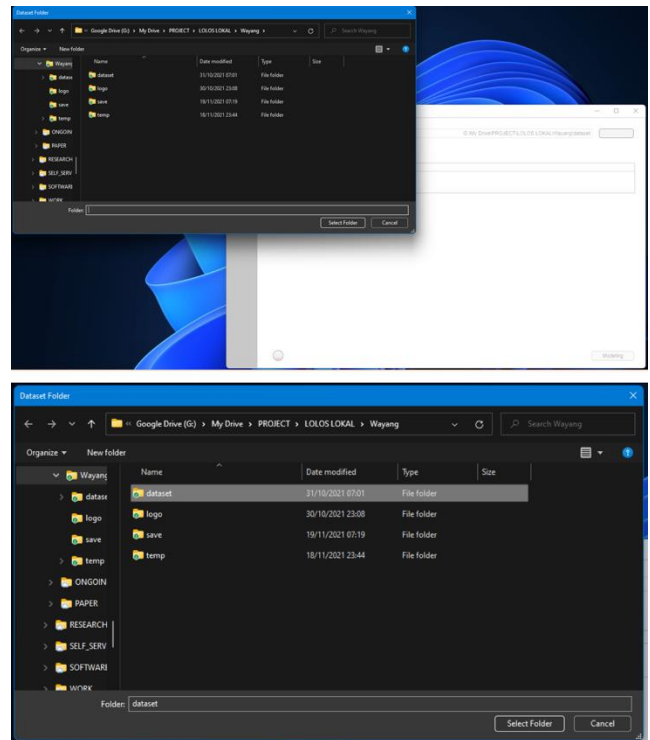 Dataset Folder
Google Drive (G:) › My Drive › PROJECT › LOLOS LOKAL › Wayang › Search Wayang
Organize New folder
Name Date modified Type Size
Wayang
datase
logo
save
temp
ONGOIN
PAPER
RESEARCH
SELF_SERV
SOFTWARE
WORK
dataset 31/10/2021 07:01 File folder
logo 30/10/2021 23:08 File folder
save 19/11/2021 07:19 File folder
temp 18/11/2021 23:44 File folder
Folder:
Select Folder Cancel
Modeling
Dataset Folder
« Google Drive (G:) › My Drive › PROJECT › LOLOS LOKAL › Wayang Search Wayang
Organize New folder
Name Date modified Type Size
Wayang
datase
logo
save
temp
ONGOIN
PAPER
RESEARCH
SELF_SERV
SOFTWARE
WORK
dataset 31/10/2021 07:01 File folder
logo 30/10/2021 23:08 File folder
save 19/11/2021 07:19 File folder
temp 18/11/2021 23:44 File folder
Folder: dataset
Select Folder Cancel